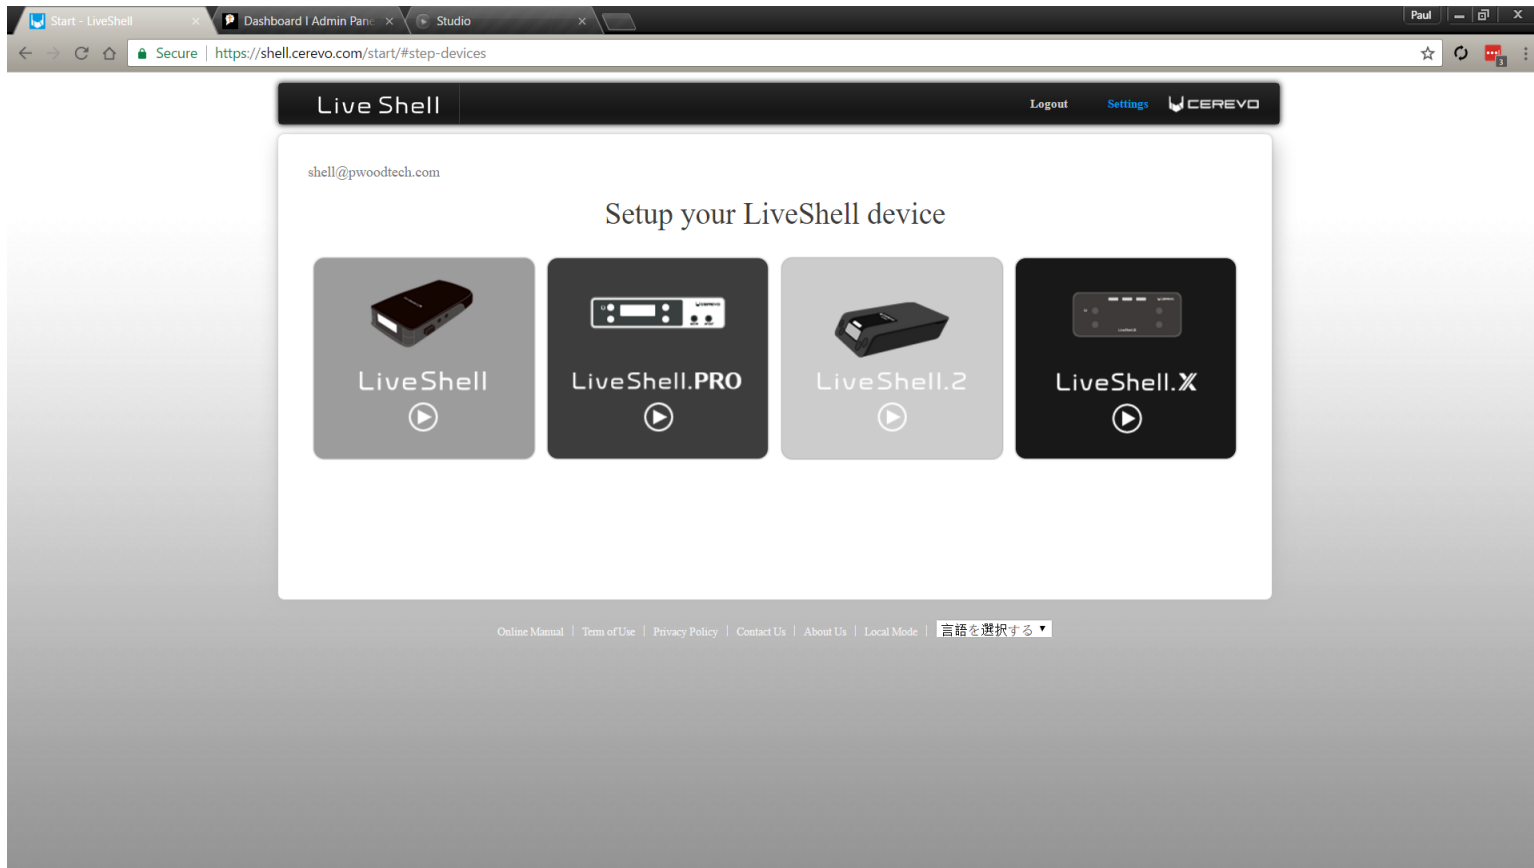 Start - LiveShell
Dashboard | Admin Pane
Studio
Paul
Secure
https://shell.cerevo.com/start/#step-devices
3
Live Shell
Logout
Settings
CEREVO
shell@pwoodtech.com
Setup your LiveShell device
LiveShell
LiveShell.PRO
LiveShell.2
LiveShell.X
Online Manual | Term of Use | Privacy Policy | Contact Us | About Us | Local Mode | 言語を選択する